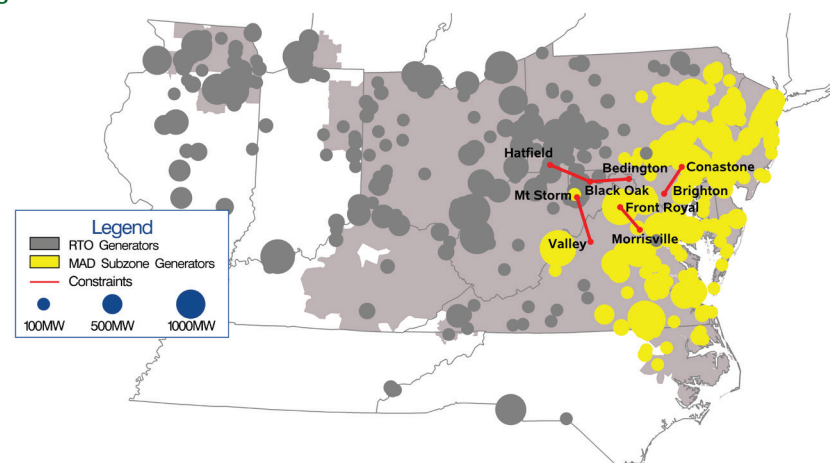 Hatfield
Bedington
Conastone
Mt Storm
Black Oak
Brighton
Front Royal
Valley
Morrisville
Legend
RTO Generators
MAD Subzone Generators
Constraints
100MW 500MW 1000MW